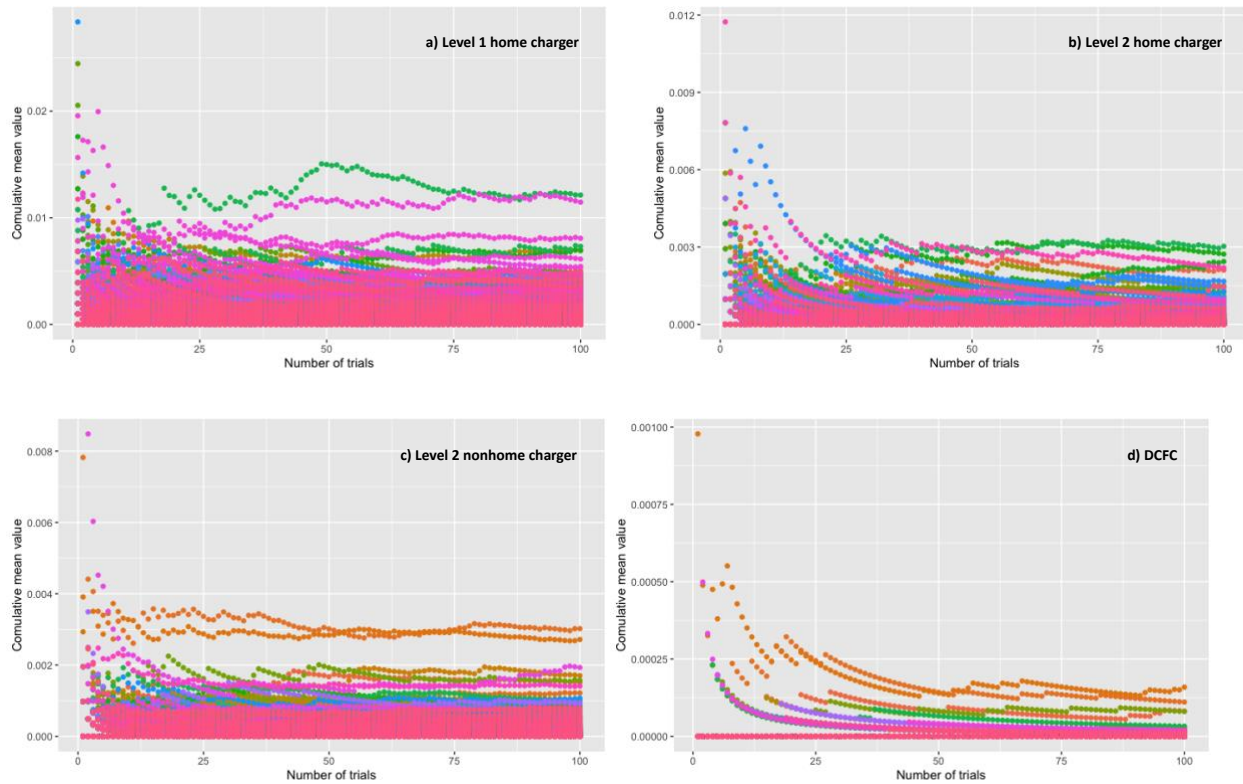 a) Level 1 home charger
Comulative mean value
0.02
0.01
0.00
0 25 50 75 100
Number of trials
b) Level 2 home charger
Comulative mean value
0.012
0.009
0.006
0.003
0.000
0 25 50 75 100
Number of trials
c) Level 2 nonhome charger
Comulative mean value
0.008
0.006
0.004
0.002
0.000
0 25 50 75 100
Number of trials
d) DCFC
Comulative mean value
0.00100
0.00075
0.00050
0.00025
0.00000
0 25 50 75 100
Number of trials